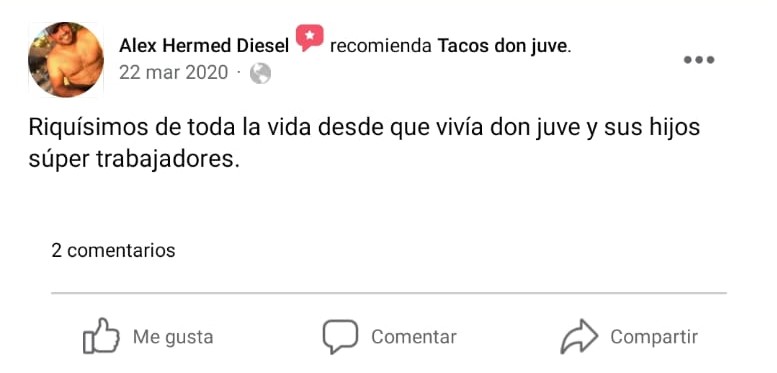 Alex Hermed Diesel recomienda Tacos don juve.
22 mar 2020 ·
Riquísimos de toda la vida desde que vivía don juve y sus hijos
súper trabajadores.
2 comentarios
Me gusta Comentar Compartir